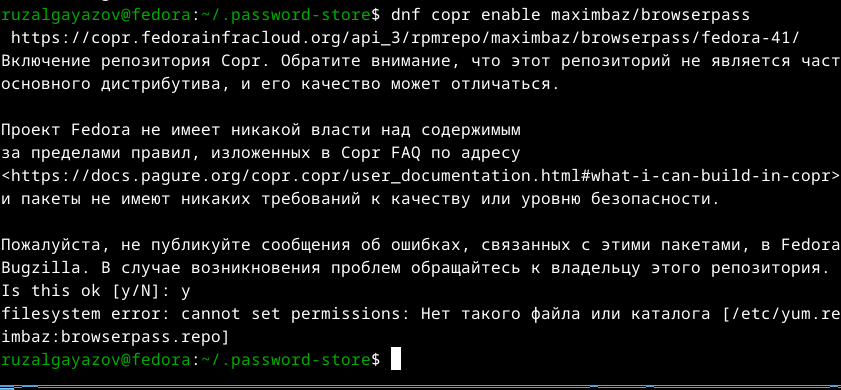 ruzalgayazov@fedora:~/.password-store$ dnf copr enable maximbaz/browserpass
https://copr.fedorainfracloud.org/api_3/rpmrepo/maximbaz/browserpass/fedora-41/
Включение репозитория Copr. Обратите внимание, что этот репозиторий не является част
основного дистрибутива, и его качество может отличаться.
Проект Fedora не имеет никакой власти над содержимым
за пределами правил, изложенных в Copr FAQ по адресу
<https://docs.pagure.org/copr.copr/user_documentation.html#what-i-can-build-in-copr>
и пакеты не имеют никаких требований к качеству или уровню безопасности.
Пожалуйста, не публикуйте сообщения об ошибках, связанных с этими пакетами, в Fedora
Bugzilla. В случае возникновения проблем обращайтесь к владельцу этого репозитория.
Is this ok [y/N]: y
filesystem error: cannot set permissions: Нет такого файла или каталога [/etc/yum.re
imbaz:browserpass.repo]
ruzalgayazov@fedora:~/.password-store$